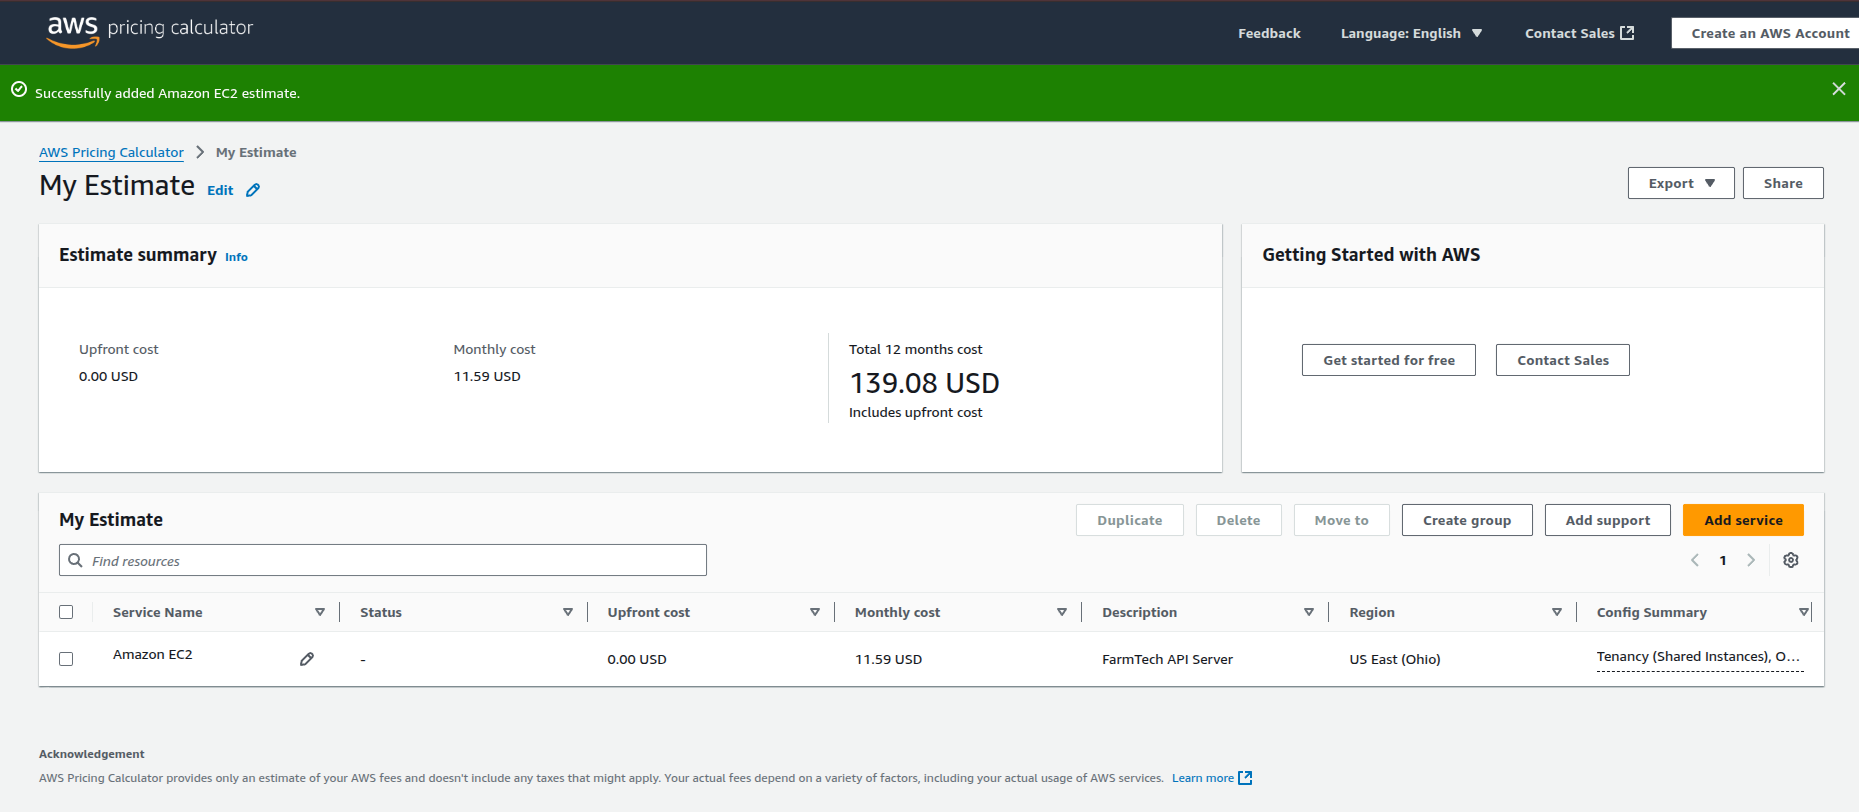 aws pricing calculator
Feedback Language: English Contact Sales Create an AWS Account
Successfully added Amazon EC2 estimate.
AWS Pricing Calculator My Estimate
My Estimate Edit
Export Share
Estimate summary Info
Getting Started with AWS
Upfront cost Monthly cost Total 12 months cost
0.00 USD 11.59 USD 139.08 USD
Includes upfront cost
Get started for free Contact Sales
My Estimate
Duplicate Delete Move to Create group Add support Add service
Find resources
1
Service Name Status Upfront cost Monthly cost Description Region Config Summary
Amazon EC2 - 0.00 USD 11.59 USD FarmTech API Server US East (Ohio) Tenancy (Shared Instances), O...
Acknowledgement
AWS Pricing Calculator provides only an estimate of your AWS fees and doesn't include any taxes that might apply. Your actual fees depend on a variety of factors, including your actual usage of AWS services. Learn more